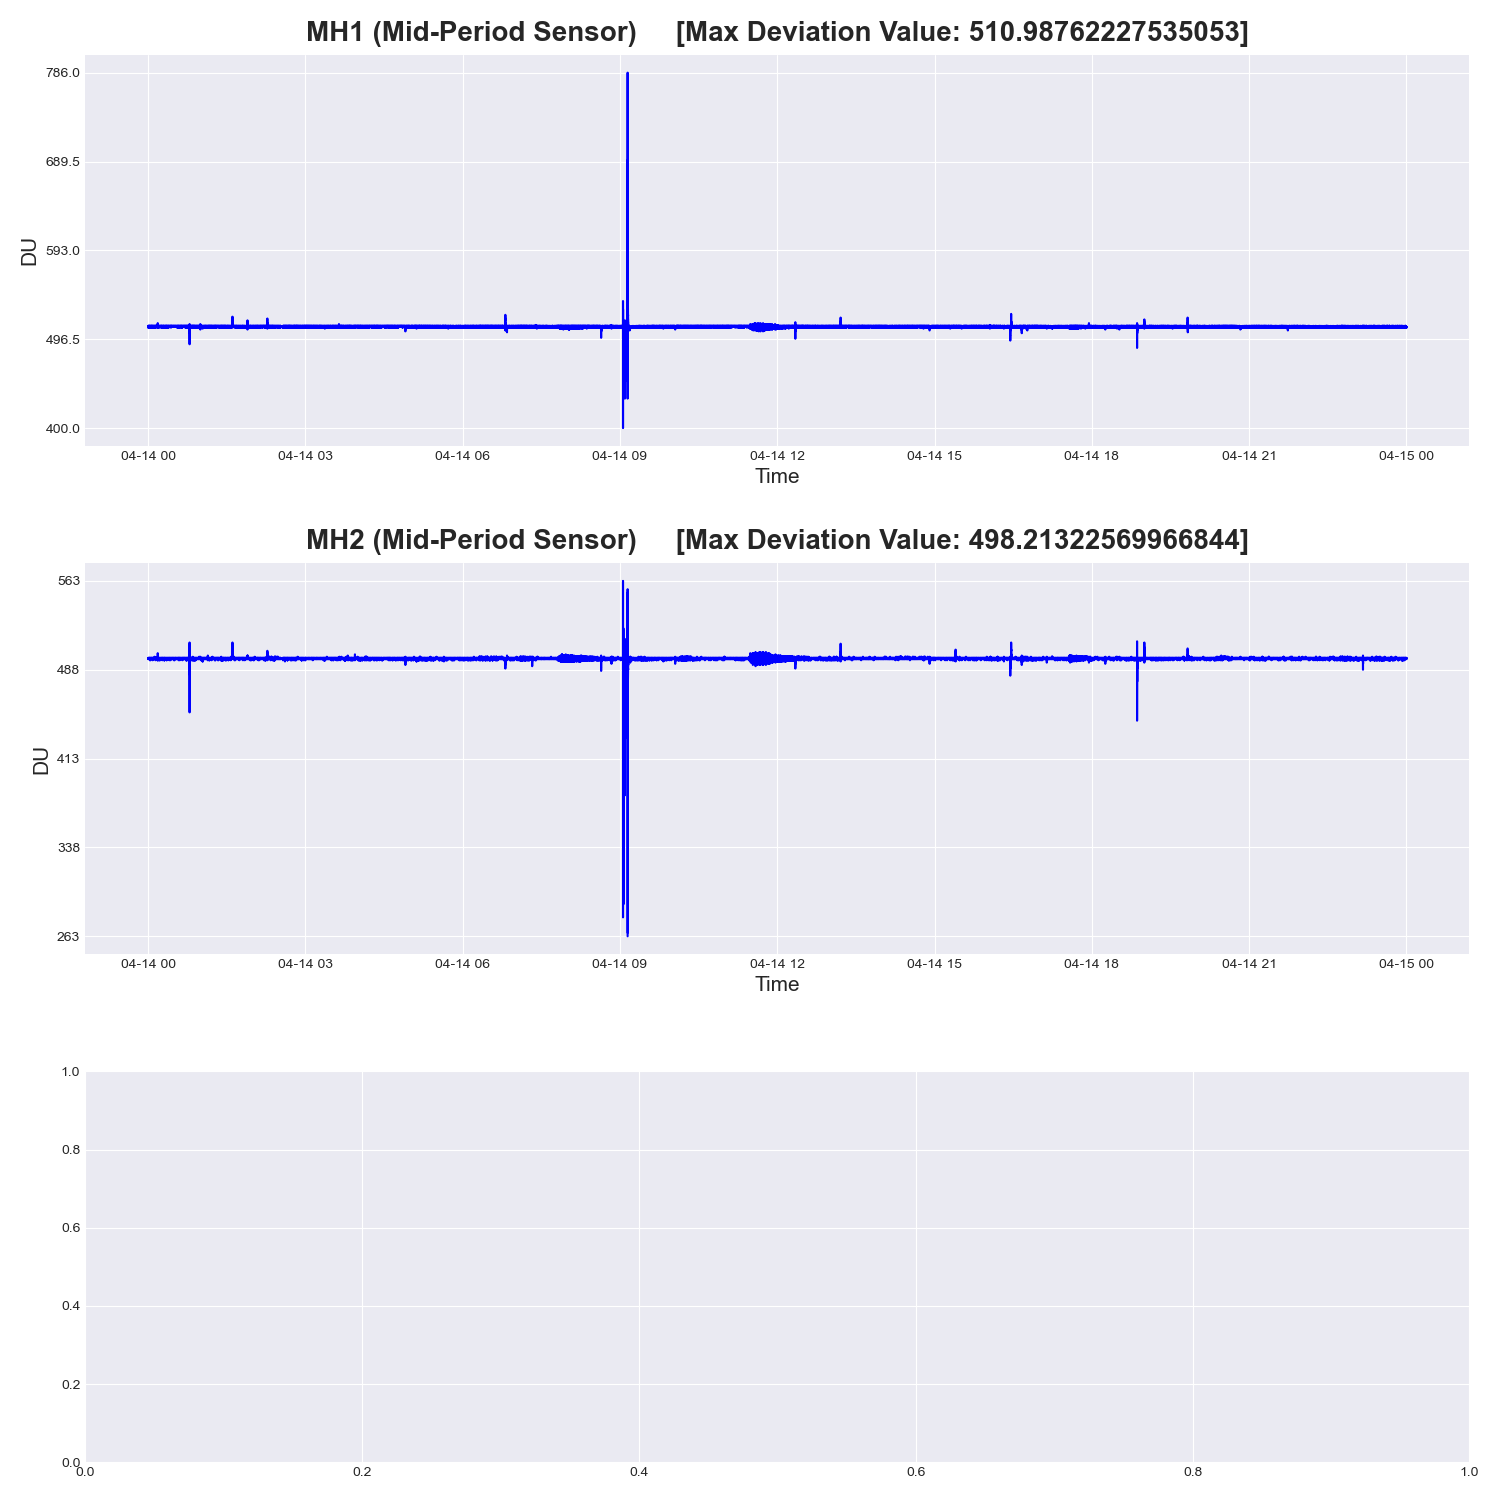 MH1 (Mid-Period Sensor) [Max Deviation Value: 510.98762227535053]
786.0
689.5
593.0
496.5
400.0
DU
04-14 00 04-14 03 04-14 06 04-14 09 04-14 12 04-14 15 04-14 18 04-14 21 04-15 00
Time
MH2 (Mid-Period Sensor) [Max Deviation Value: 498.21322569966844]
563
488
413
338
263
DU
04-14 00 04-14 03 04-14 06 04-14 09 04-14 12 04-14 15 04-14 18 04-14 21 04-15 00
Time
1.0
0.8
0.6
0.4
0.2
0.0
0.0 0.2 0.4 0.6 0.8 1.0